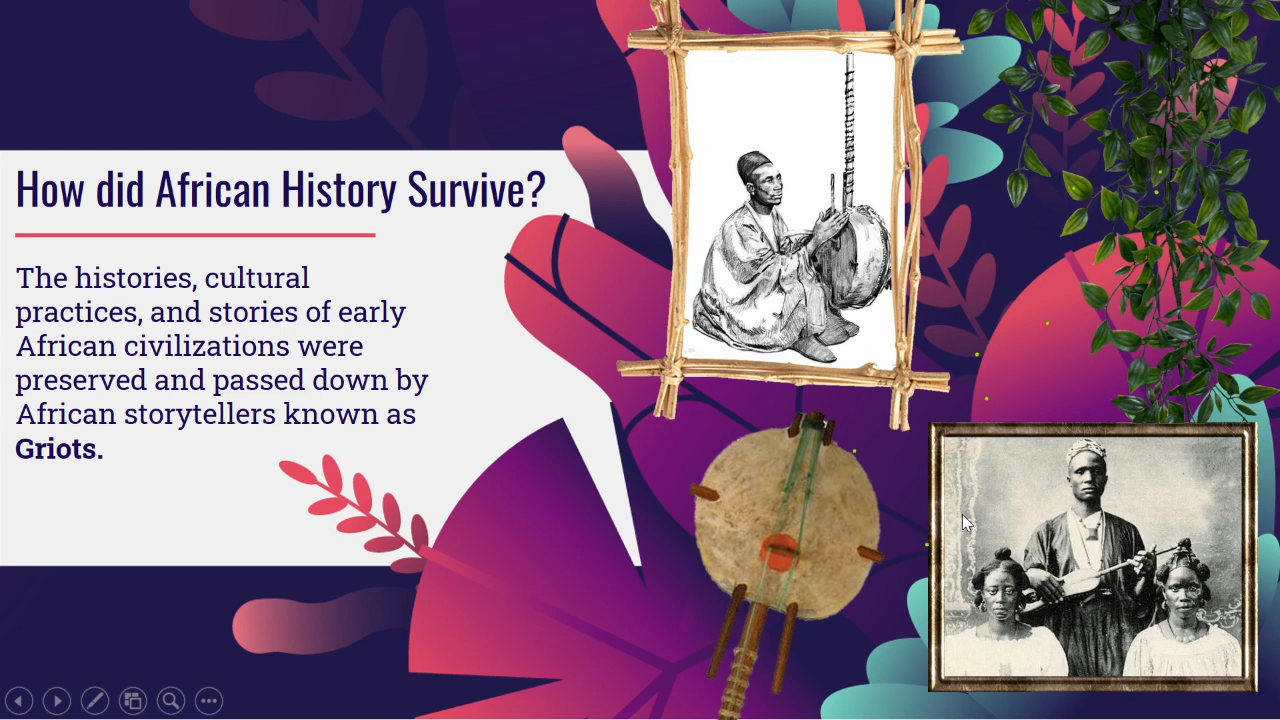 How did African History Survive?
The histories, cultural
practices, and stories of early
African civilizations were
preserved and passed down by
African storytellers known as
Griots.